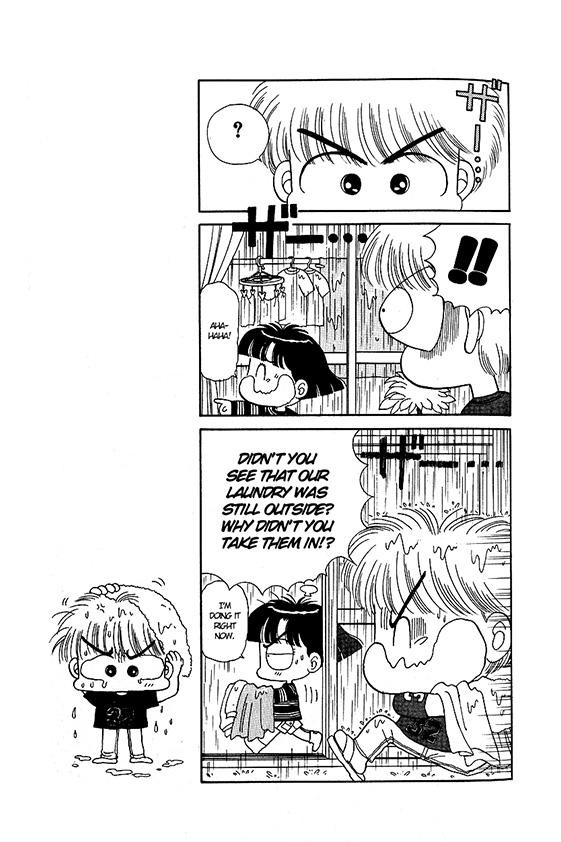 ?
ザー・・・
ザー・・・
!!
AHA-
HAHA!
DIDN'T YOU
SEE THAT OUR
LAUNDRY WAS
STILL OUTSIDE?
WHY DIDN'T YOU
TAKE THEM IN!?
ザー・・・・
I'M
DOING IT
RIGHT
NOW.